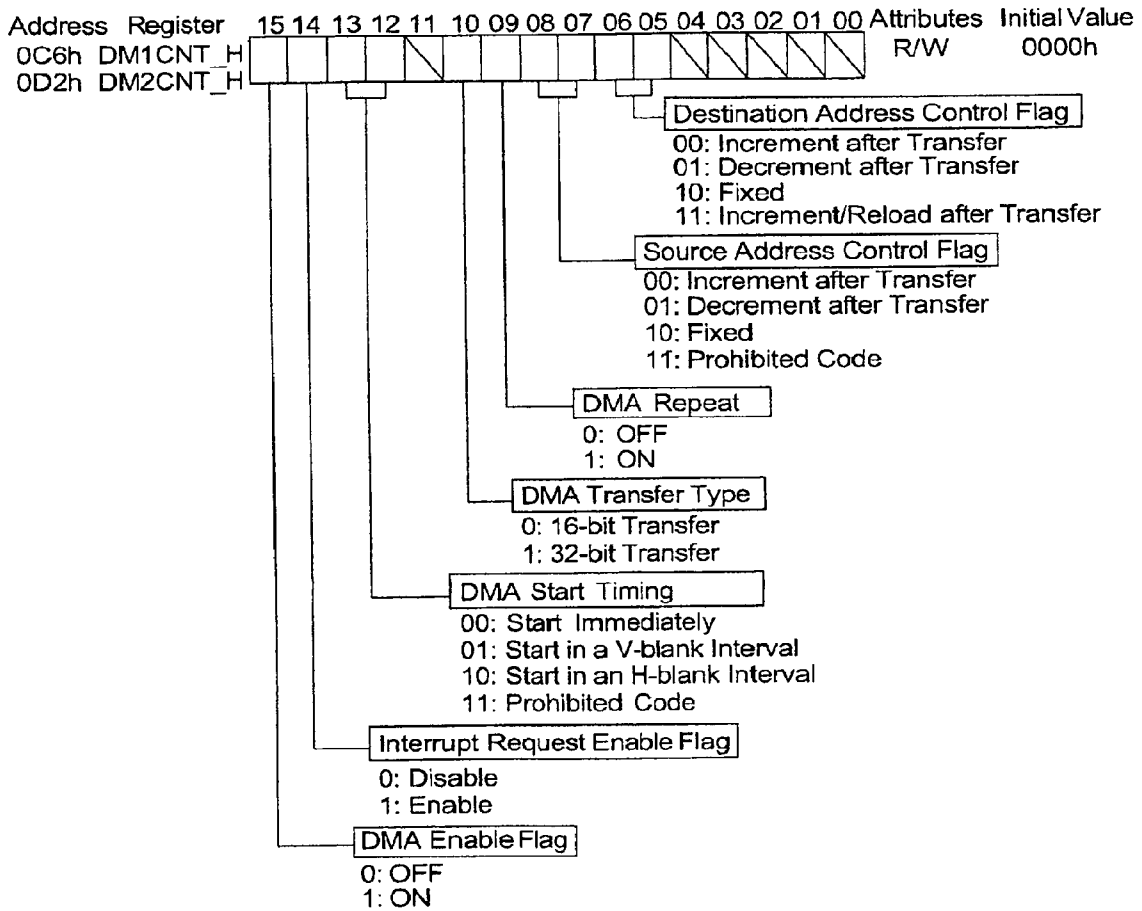 Address Register 15 14 13 12 11 10 09 08 07 06 05 04 03 02 01 00 Attributes Initial Value
0C6h DM1CNT_H R/W 0000h
0D2h DM2CNT_H
Destination Address Control Flag
00: Increment after Transfer
01: Decrement after Transfer
10: Fixed
11: Increment/Reload after Transfer
Source Address Control Flag
00: Increment after Transfer
01: Decrement after Transfer
10: Fixed
11: Prohibited Code
DMA Repeat
0: OFF
1: ON
DMA Transfer Type
0: 16-bit Transfer
1: 32-bit Transfer
DMA Start Timing
00: Start Immediately
01: Start in a V-blank Interval
10: Start in an H-blank Interval
11: Prohibited Code
Interrupt Request Enable Flag
0: Disable
1: Enable
DMA Enable Flag
0: OFF
1: ON